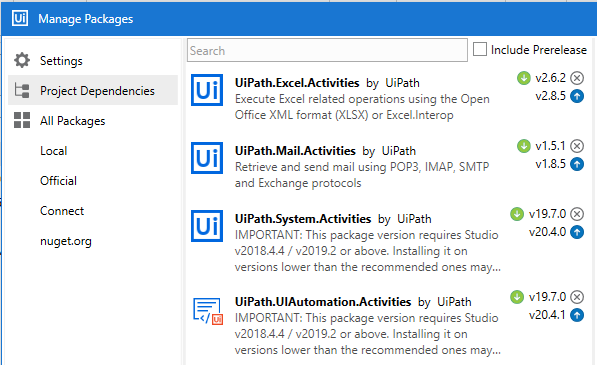 Ui Manage Packages
Settings
Project Dependencies
All Packages
Local
Official
Connect
nuget.org
Search
Include Prerelease
Ui
UiPath.Excel.Activities by UiPath
v2.6.2
Execute Excel related operations using the Open
v2.8.5
Office XML format (XLSX) or Excel.Interop
Ui
UiPath.Mail.Activities by UiPath
v1.5.1
Retrieve and send mail using POP3, IMAP, SMTP
v1.8.5
and Exchange protocols
Ui
UiPath.System.Activities by UiPath
v19.7.0
IMPORTANT: This package version requires Studio
v20.4.0
v2018.4.4 / v2019.2 or above. Installing it on
versions lower than the recommended ones may...
Ui
UiPath.UIAutomation.Activities by UiPath
v19.7.0
IMPORTANT: This package version requires Studio
v20.4.1
v2018.4.4 / v2019.2 or above. Installing it on
versions lower than the recommended ones may...